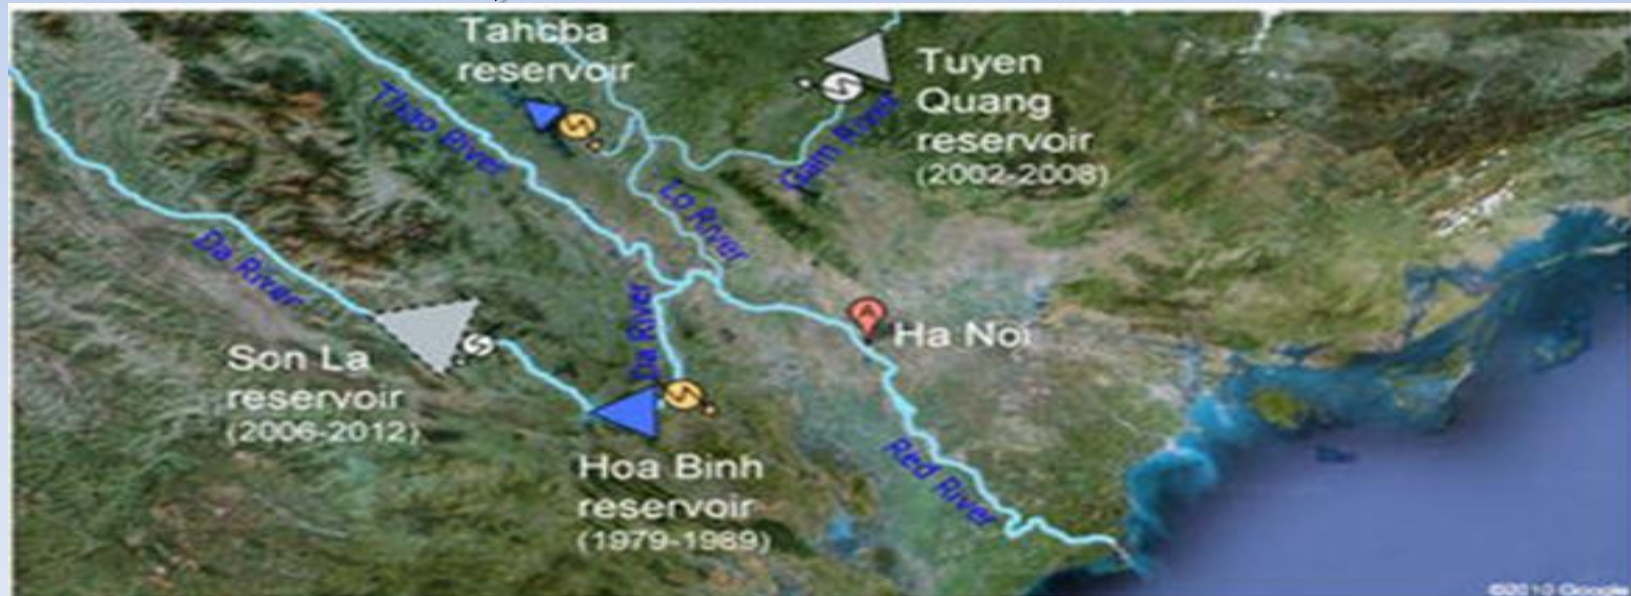 Tahcba
reservoir
Tuyen
Quang
reservoir
(2002-2008)
Thao River
Gam River
Lo River
Da River
Da River
Ha Noi
Son La
reservoir
(2006-2012)
Hoa Binh
reservoir
(1979-1989)
Red River
©2010 Google